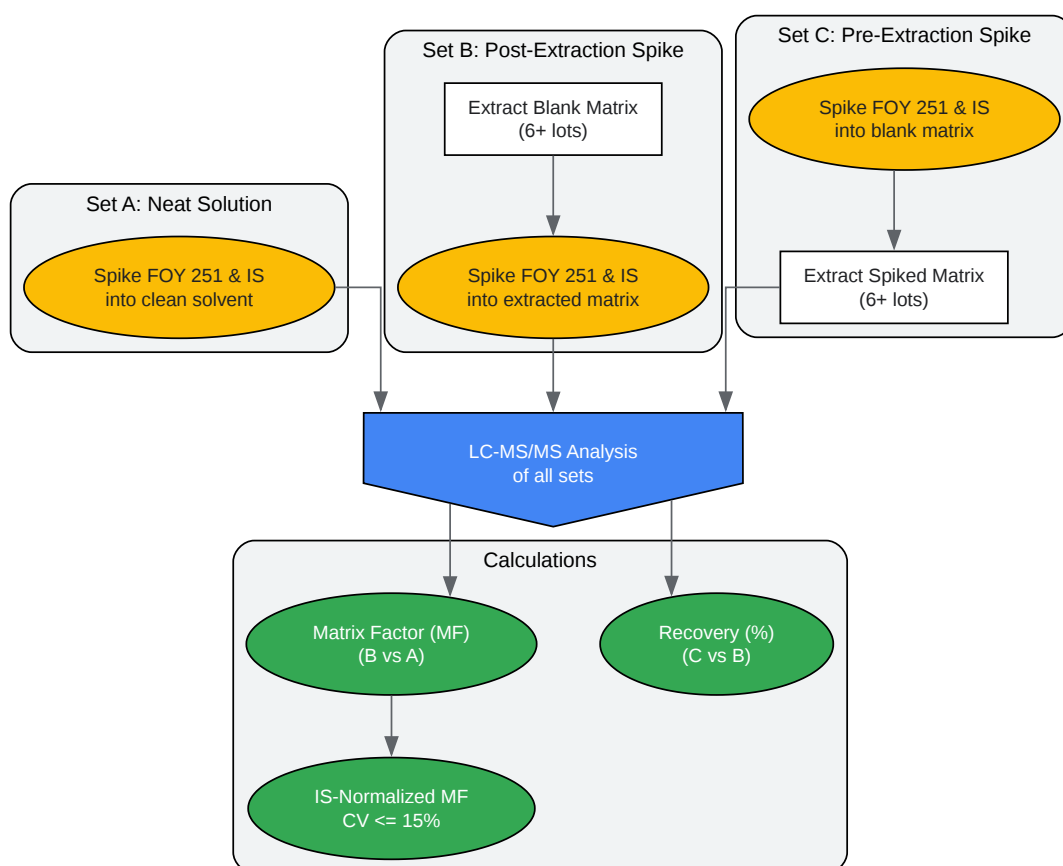 Set A: Neat Solution
Spike FOY 251 & IS
into clean solvent
Set B: Post-Extraction Spike
Extract Blank Matrix
(6+ lots)
Spike FOY 251 & IS
into extracted matrix
Set C: Pre-Extraction Spike
Spike FOY 251 & IS
into blank matrix
Extract Spiked Matrix
(6+ lots)
LC-MS/MS Analysis
of all sets
Calculations
Matrix Factor (MF)
(B vs A)
Recovery (%)
(C vs B)
IS-Normalized MF
CV <= 15%